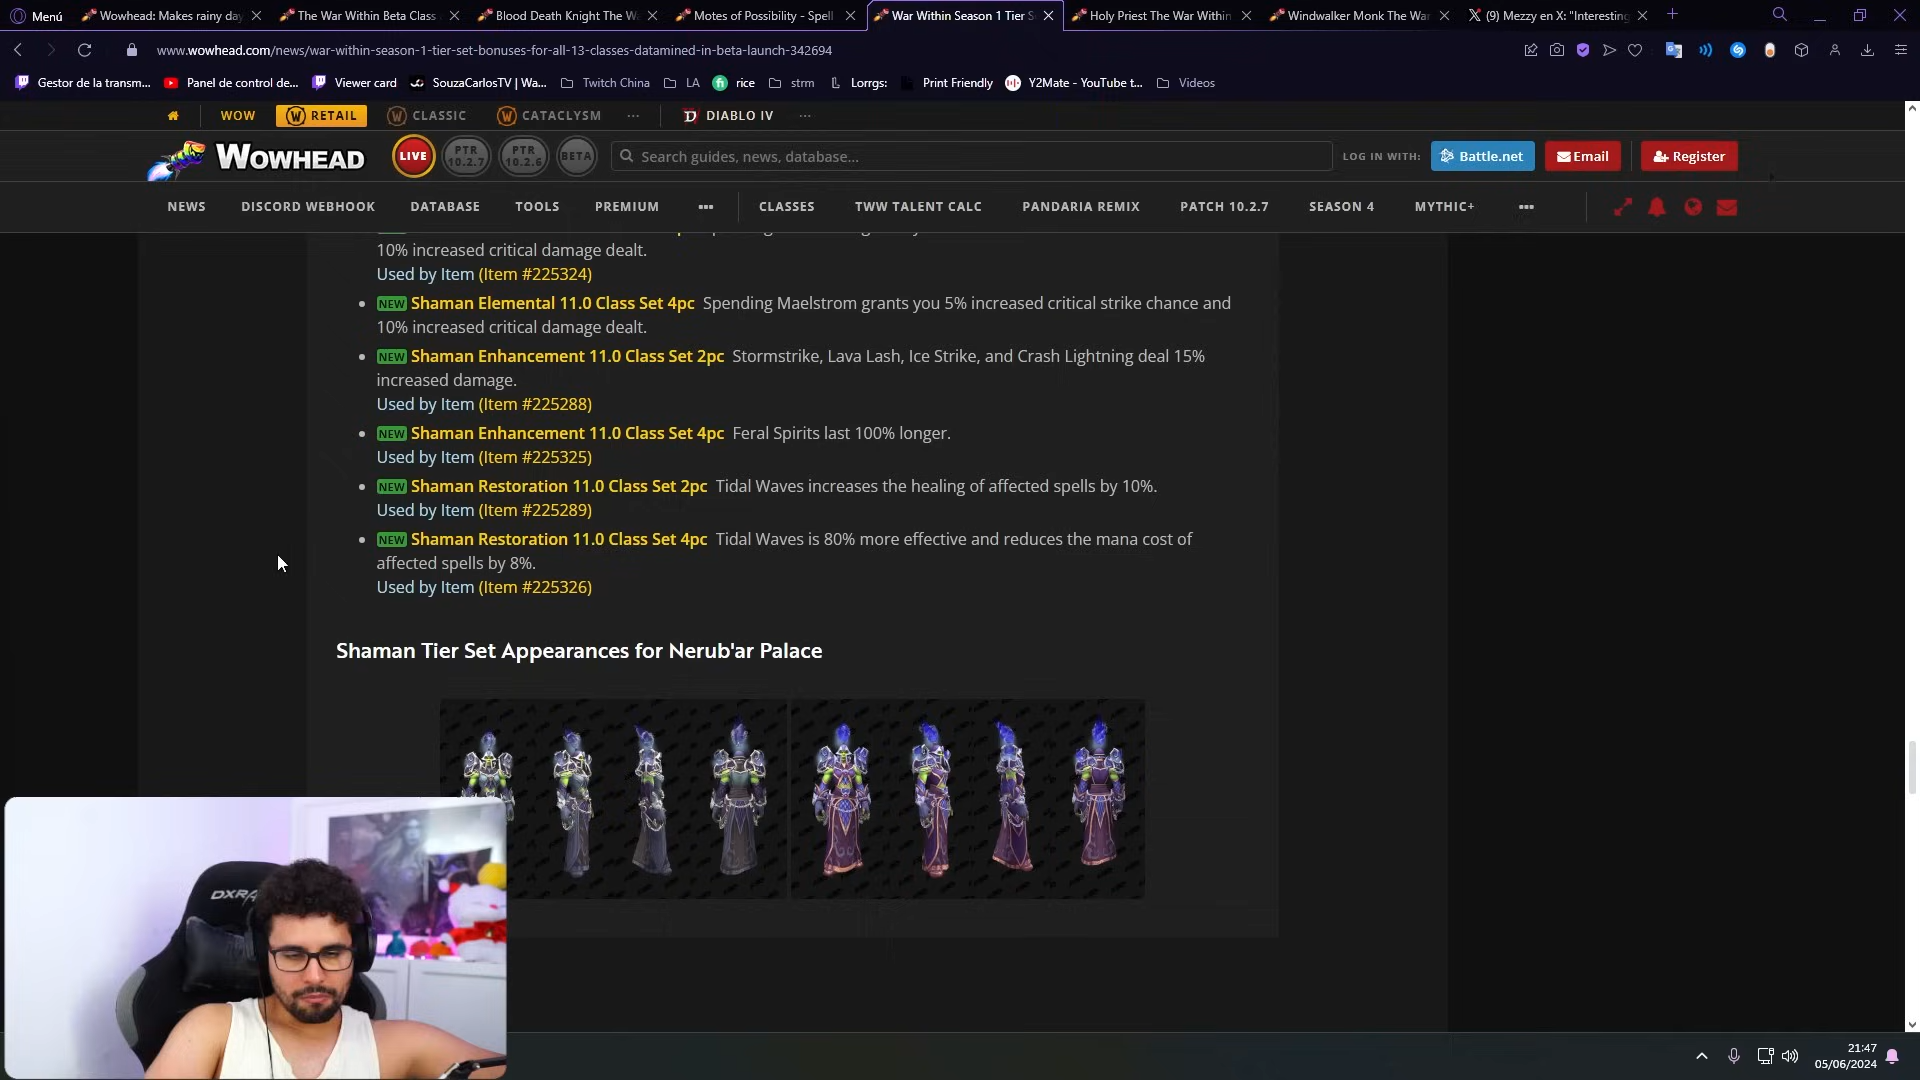 Menú
Wowhead: Makes rainy da
The War Within Beta Class
Blood Death Knight The W
Motes of Possibility - Spell
War Within Season 1 Tier S
Holy Priest The War Within
Windwalker Monk The War
(9) Mezzy en X: "Interesting
www.wowhead.com/news/war-within-season-1-tier-set-bonuses-for-all-13-classes-datamined-in-beta-launch-342694
Gestor de la transm...
Panel de control de...
Viewer card
SouzaCarlosTV | Wa...
Twitch China
LA
rice
strm
Lorrgs:
Print Friendly
Y2Mate - YouTube t...
Videos
WOW
RETAIL
CLASSIC
CATACLYSM
DIABLO IV
WOWHEAD
LIVE
PTR 10.2.7
PTR 10.2.6
BETA
Search guides, news, database...
LOG IN WITH:
Battle.net
Email
Register
NEWS
DISCORD WEBHOOK
DATABASE
TOOLS
PREMIUM
CLASSES
TWW TALENT CALC
PANDARIA REMIX
PATCH 10.2.7
SEASON 4
MYTHIC+
10% increased critical damage dealt.
Used by Item (Item #225324)
NEW Shaman Elemental 11.0 Class Set 4pc Spending Maelstrom grants you 5% increased critical strike chance and
10% increased critical damage dealt.
NEW Shaman Enhancement 11.0 Class Set 2pc Stormstrike, Lava Lash, Ice Strike, and Crash Lightning deal 15%
increased damage.
Used by Item (Item #225288)
NEW Shaman Enhancement 11.0 Class Set 4pc Feral Spirits last 100% longer.
Used by Item (Item #225325)
NEW Shaman Restoration 11.0 Class Set 2pc Tidal Waves increases the healing of affected spells by 10%.
Used by Item (Item #225289)
NEW Shaman Restoration 11.0 Class Set 4pc Tidal Waves is 80% more effective and reduces the mana cost of
affected spells by 8%.
Used by Item (Item #225326)
Shaman Tier Set Appearances for Nerub'ar Palace
DXRA
21:47
05/06/2024